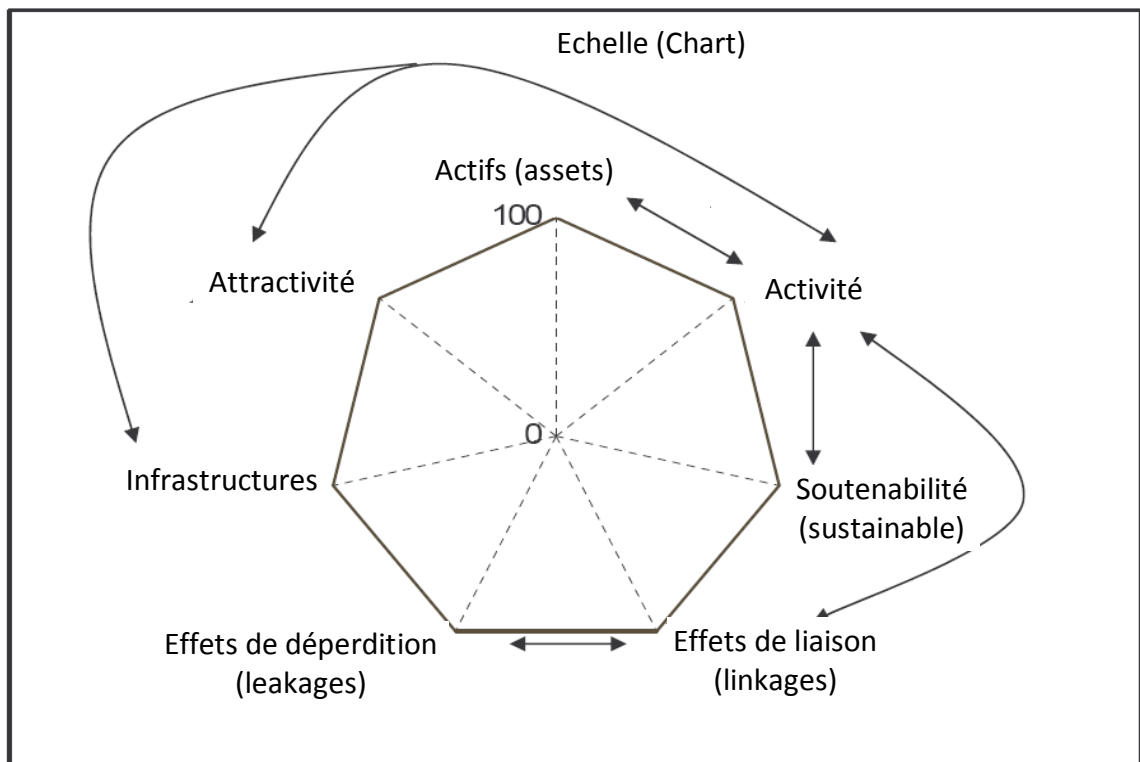 Echelle (Chart)
Actifs (assets)
100
Attractivité
Activité
0
Infrastructures
Soutenabilité
(sustainable)
Effets de déperdition
(leakages)
Effets de liaison
(linkages)